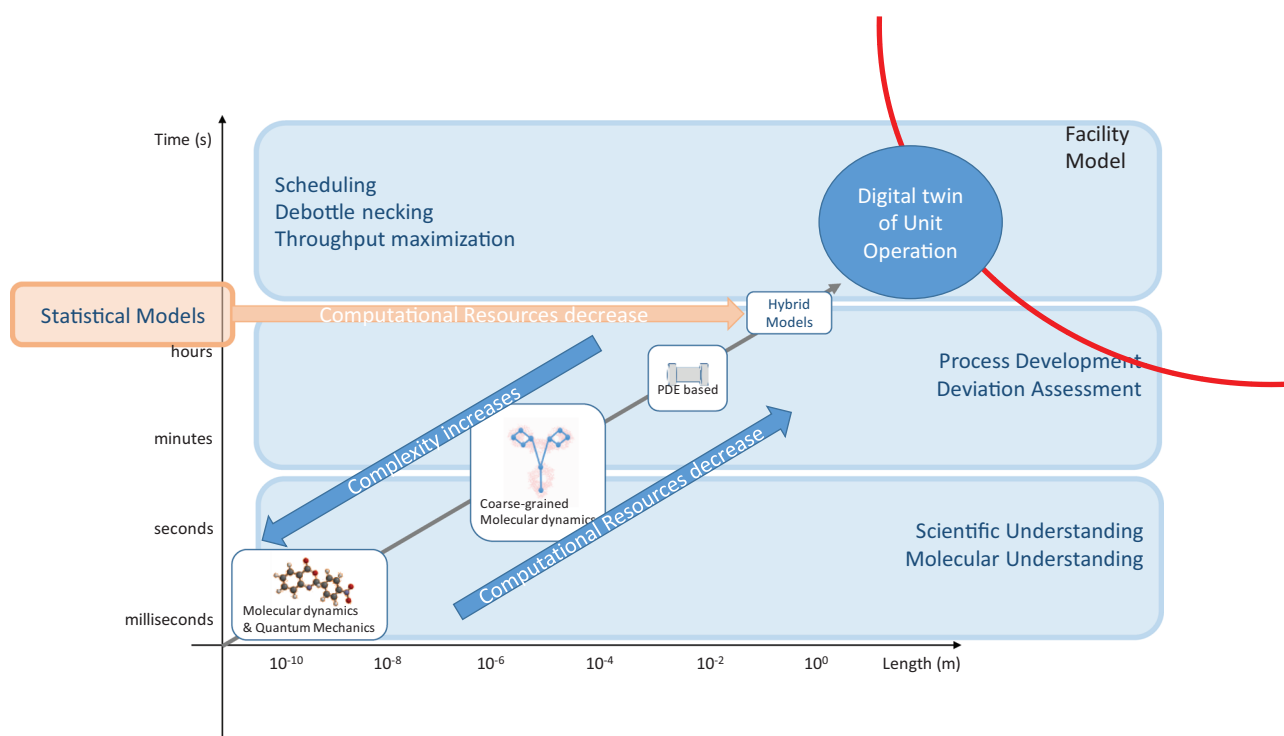 Time (s)
Facility
Model
Scheduling
Debottle necking
Throughput maximization
Digital twin
of Unit
Operation
Statistical Models
Computational Resources decrease
Hybrid
Models
hours
Process Development
Deviation Assessment
PDE based
Complexity increases
minutes
Computational Resources decrease
Coarse-grained
Molecular dynamics
seconds
Scientific Understanding
Molecular Understanding
Molecular dynamics
& Quantum Mechanics
milliseconds
10⁻¹⁰ 10⁻⁸ 10⁻⁶ 10⁻⁴ 10⁻² 10⁰ Length (m)